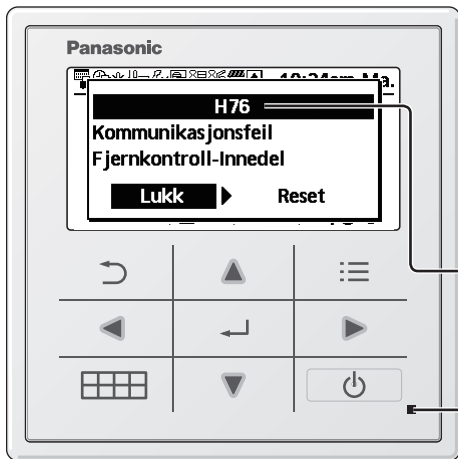 Panasonic
H76
Kommunikasjonsfeil
Fjernkontroll-Innedel
Lukk
Reset